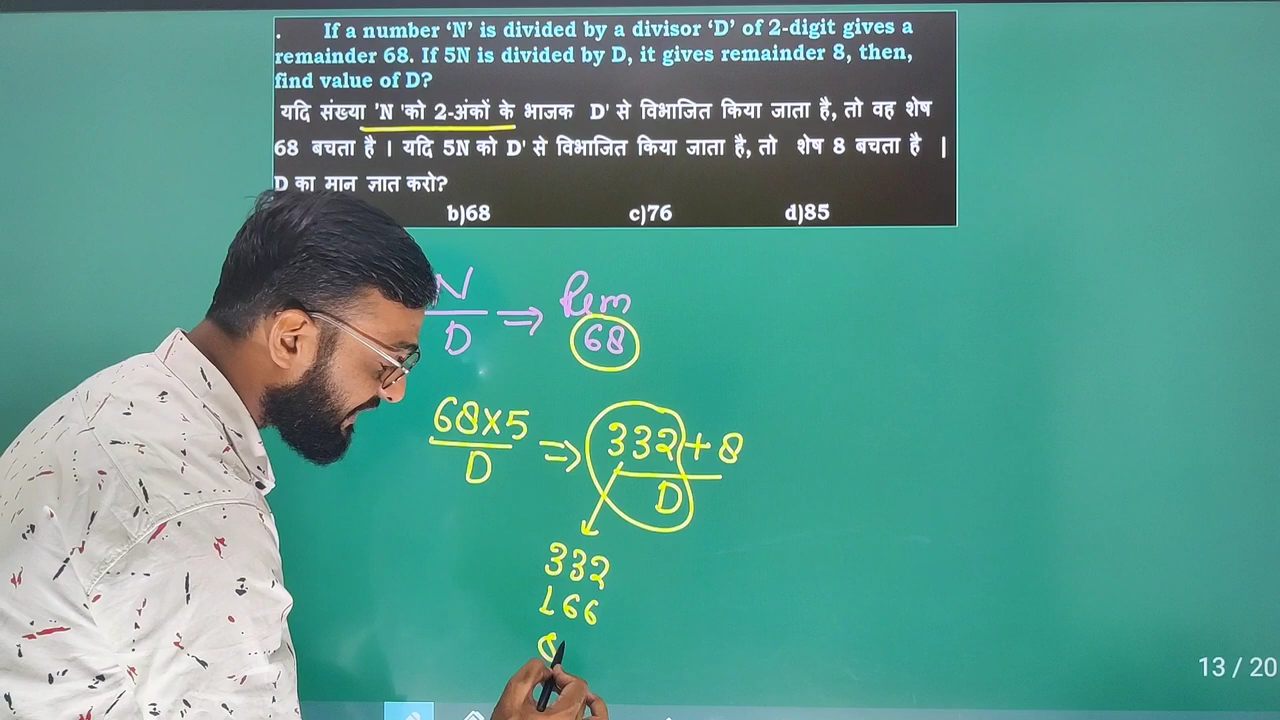 . If a number ‘N’ is divided by a divisor ‘D’ of 2-digit gives a
remainder 68. If 5N is divided by D, it gives remainder 8, then,
find value of D?
यदि संख्या 'N 'को 2-अंकों के भाजक D' से विभाजित किया जाता है, तो वह शेष
68 बचता है । यदि 5N को D' से विभाजित किया जाता है, तो शेष 8 बचता है |
D का मान ज्ञात करो?
b)68 c)76 d)85
N
D
⇒ Rem
68
68×5
D
⇒ 332+8
D
332
166
13 / 20